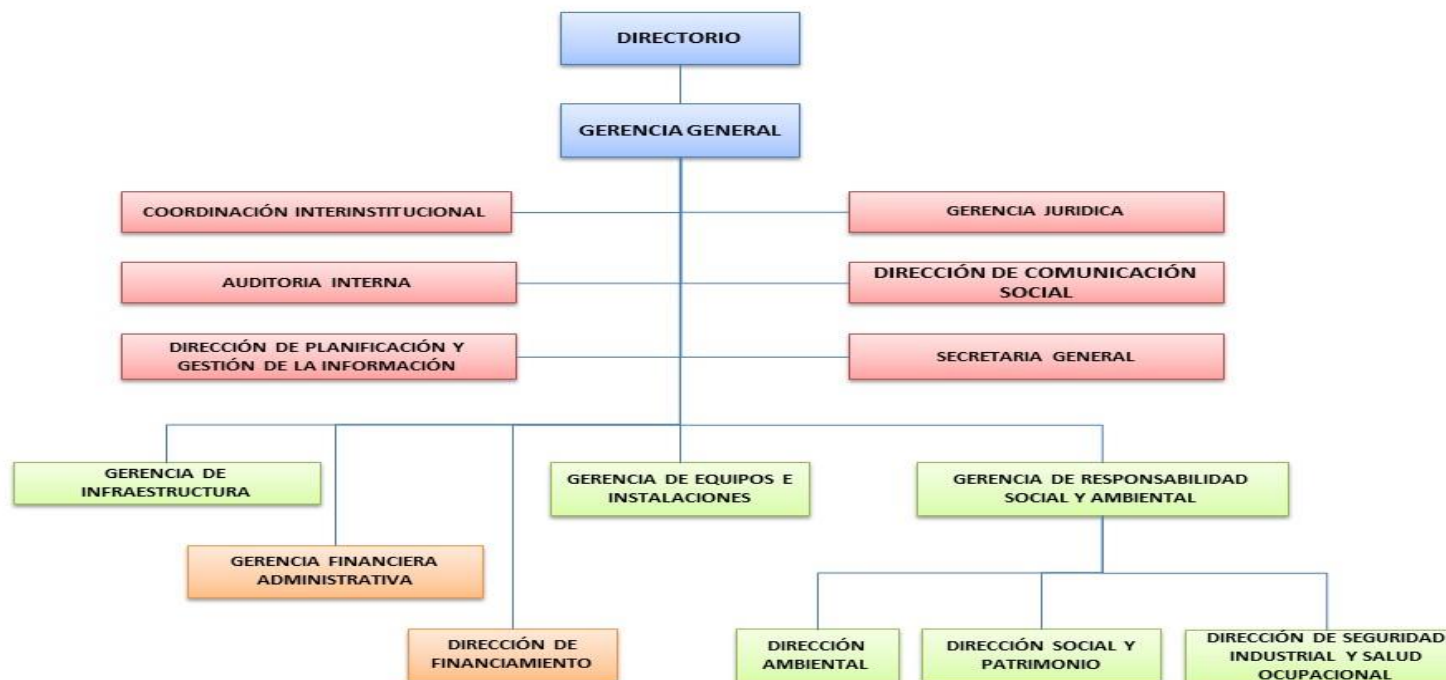 DIRECTORIO
GERENCIA GENERAL
COORDINACIÓN INTERINSTITUCIONAL
GERENCIA JURIDICA
AUDITORIA INTERNA
DIRECCIÓN DE COMUNICACIÓN
SOCIAL
DIRECCIÓN DE PLANIFICACIÓN Y
GESTIÓN DE LA INFORMACIÓN
SECRETARIA GENERAL
GERENCIA DE
INFRAESTRUCTURA
GERENCIA DE EQUIPOS E
INSTALACIONES
GERENCIA DE RESPONSABILIDAD
SOCIAL Y AMBIENTAL
GERENCIA FINANCIERA
ADMINISTRATIVA
DIRECCIÓN DE
FINANCIAMIENTO
DIRECCIÓN
AMBIENTAL
DIRECCIÓN SOCIAL Y
PATRIMONIO
DIRECCIÓN DE SEGURIDAD
INDUSTRIAL Y SALUD
OCUPACIONAL